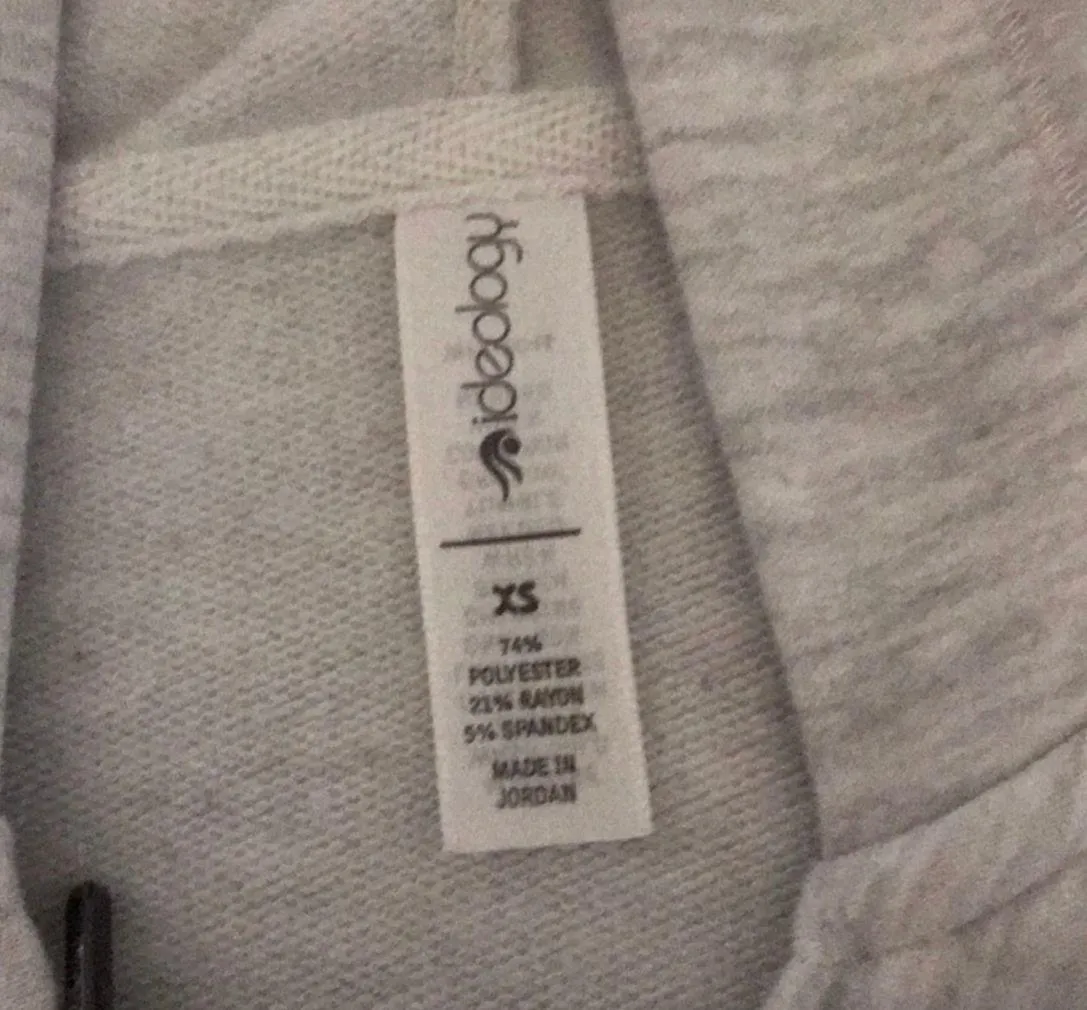 ideology
XS
74%
POLYESTER
21% RAYON
5% SPANDEX
MADE IN
JORDAN